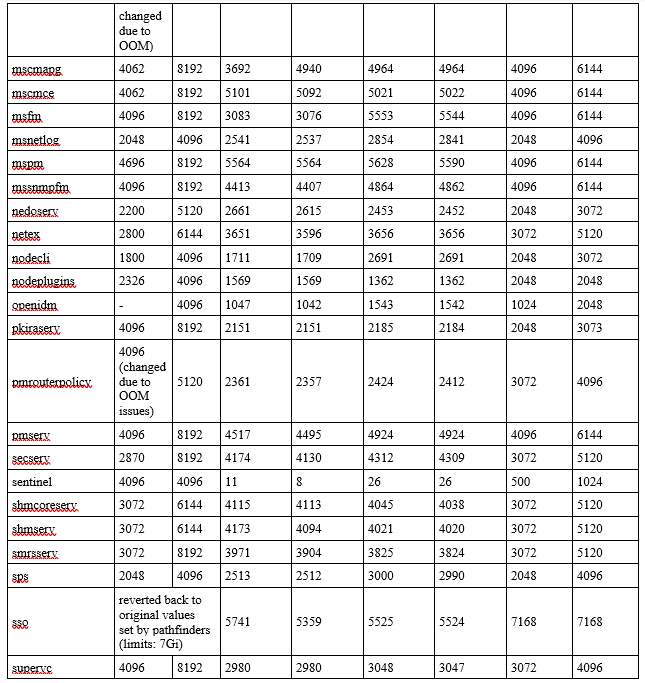 changed
due to
OOM)
mscmapg 4062 8192 3692 4940 4964 4964 4096 6144
mscmce 4062 8192 5101 5092 5021 5022 4096 6144
msfm 4096 8192 3083 3076 5553 5544 4096 6144
msnetlog 2048 4096 2541 2537 2854 2841 2048 4096
mspm 4696 8192 5564 5564 5628 5590 4096 6144
mssnmpfm 4096 8192 4413 4407 4864 4862 4096 6144
nedoserv 2200 5120 2661 2615 2453 2452 2048 3072
netex 2800 6144 3651 3596 3656 3656 3072 5120
nodecli 1800 4096 1711 1709 2691 2691 2048 3072
nodeplugins 2326 4096 1569 1569 1362 1362 2048 2048
openidm - 4096 1047 1042 1543 1542 1024 2048
pkiraserv 4096 8192 2151 2151 2185 2184 2048 3073
4096
(changed
pmrouterpolicy due to 5120 2361 2357 2424 2412 3072 4096
OOM
issues)
pmserv 4096 8192 4517 4495 4924 4924 4096 6144
secserv 2870 8192 4174 4130 4312 4309 3072 5120
sentinel 4096 4096 11 8 26 26 500 1024
shmcoreserv 3072 6144 4115 4113 4045 4038 3072 5120
shmserv 3072 6144 4173 4094 4021 4020 3072 5120
smrsserv 3072 8192 3971 3904 3825 3824 3072 5120
sps 2048 4096 2513 2512 3000 2990 2048 4096
reverted back to
original values
sso set by pathfinders 5741 5359 5525 5524 7168 7168
(limits: 7Gi)
supervc 4096 8192 2980 2980 3048 3047 3072 4096